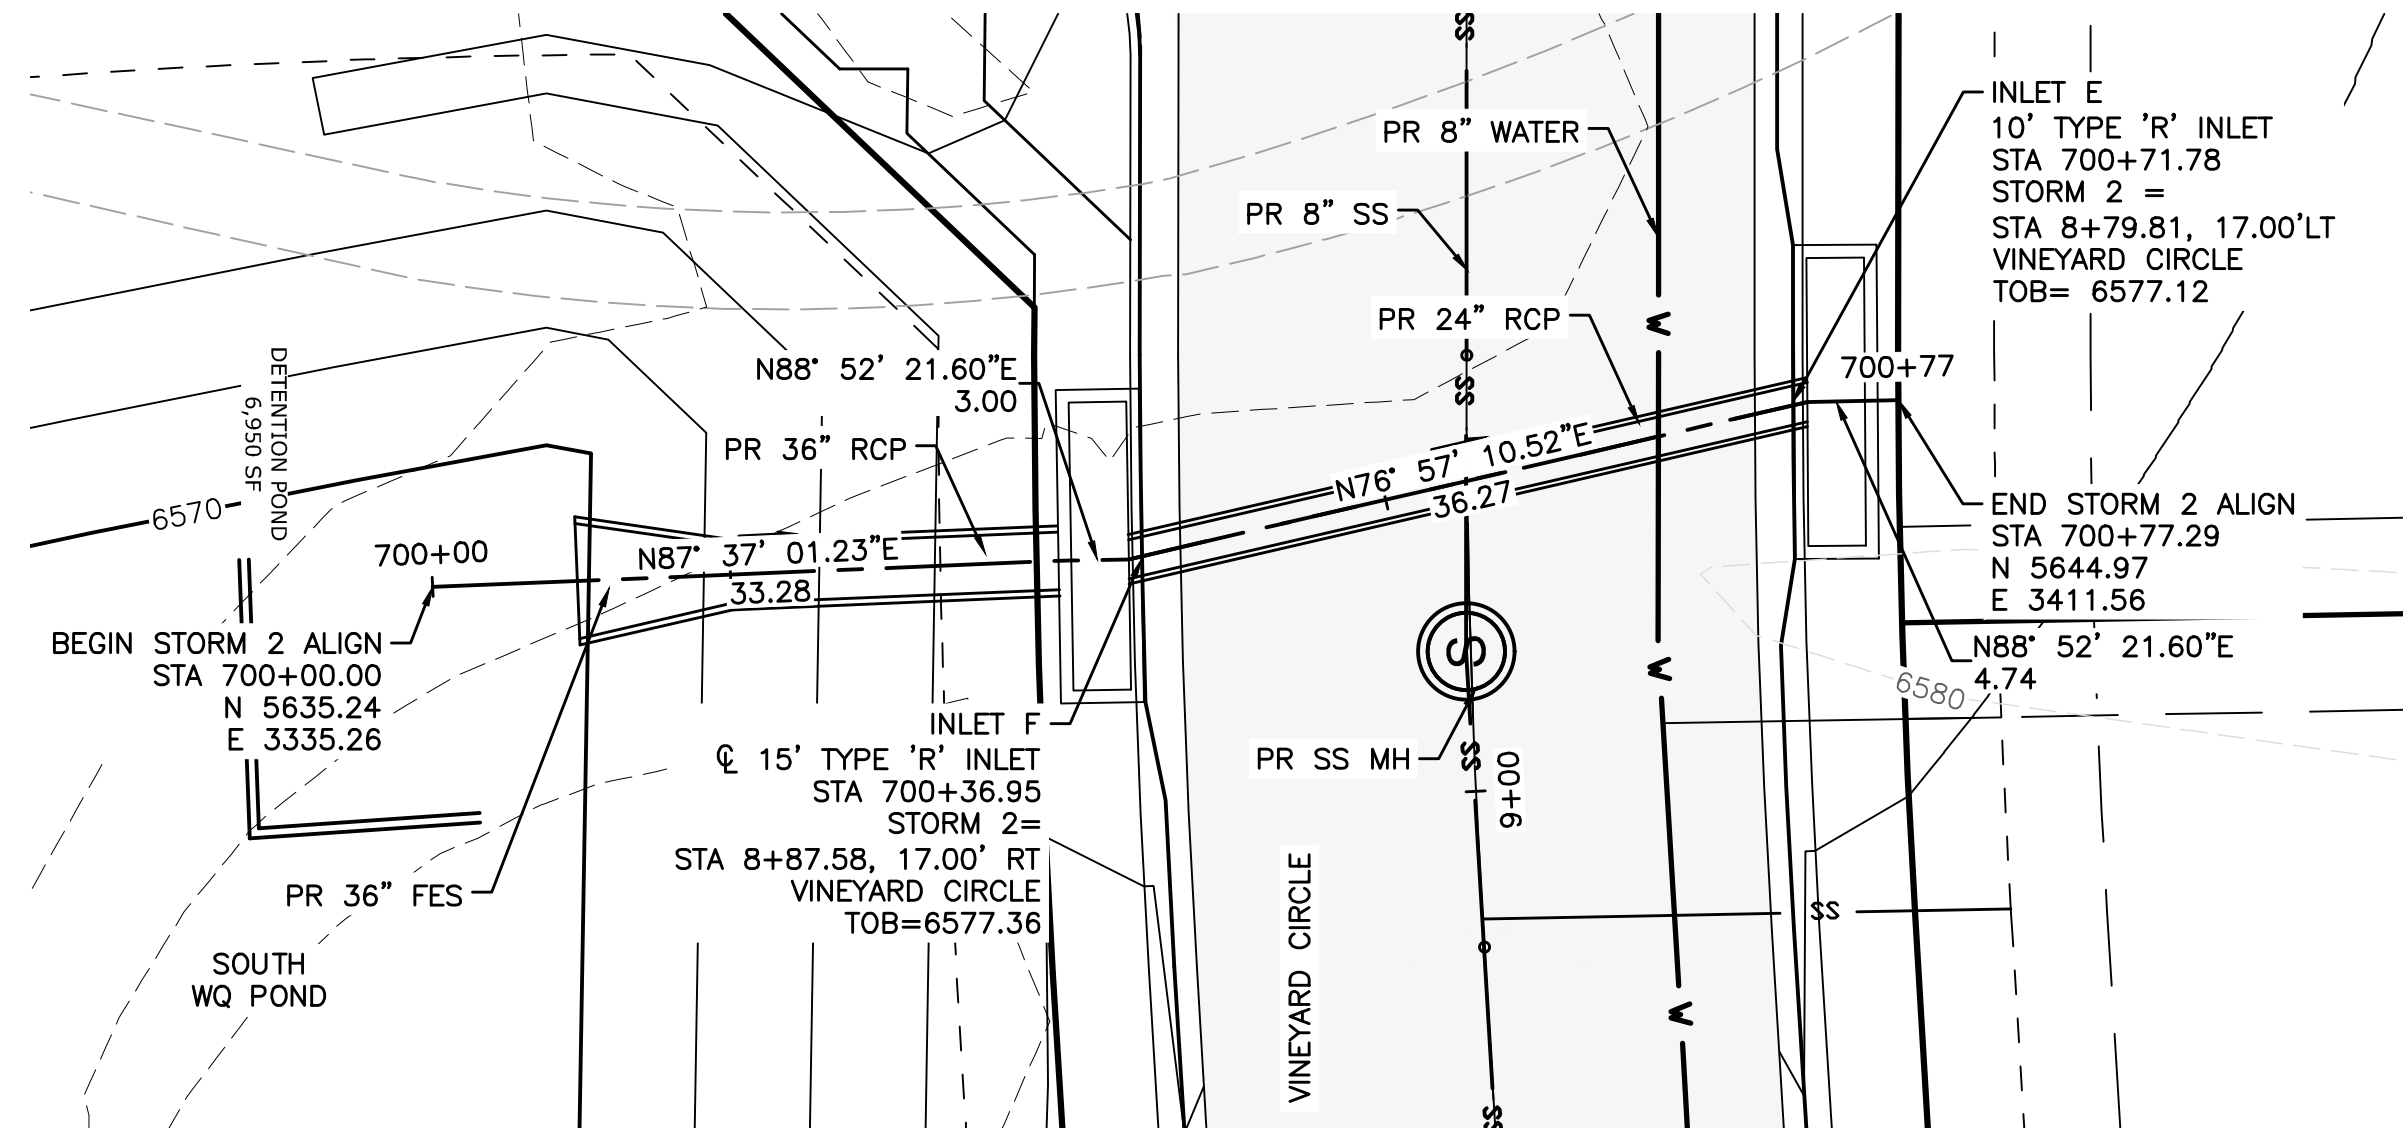 SS
INLET E
10' TYPE 'R' INLET
STA 700+71.78
STORM 2 =
STA 8+79.81, 17.00'LT
VINEYARD CIRCLE
TOB= 6577.12
PR 8" WATER
PR 8" SS
PR 24" RCP
W
SS
700+77
N88° 52' 21.60"E
3.00
DETENTION POND
6,950 SF
PR 36" RCP
N76° 57' 10.52"E
36.27
6570
END STORM 2 ALIGN
STA 700+77.29
N 5644.97
E 3411.56
700+00
N87° 37' 01.23"E
33.28
BEGIN STORM 2 ALIGN
STA 700+00.00
N 5635.24
E 3335.26
S
W
N88° 52' 21.60"E
4.74
6580
INLET F
℄ 15' TYPE 'R' INLET
STA 700+36.95
STORM 2=
STA 8+87.58, 17.00' RT
VINEYARD CIRCLE
TOB=6577.36
PR SS MH
SS
9+00
PR 36" FES
VINEYARD CIRCLE
SS
SOUTH
WQ POND
W
SS